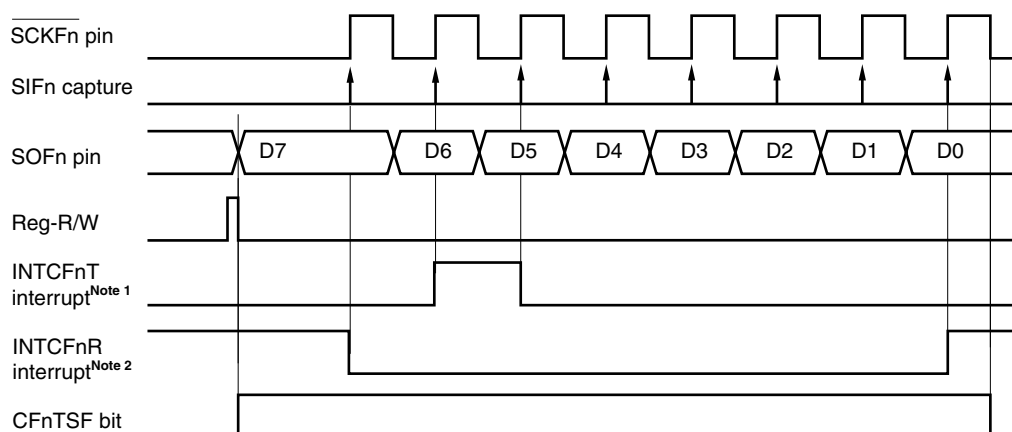 SCKFn pin
SIFn capture
SOFn pin D7 D6 D5 D4 D3 D2 D1 D0
Reg-R/W
INTCFnT
interruptNote 1
INTCFnR
interruptNote 2
CFnTSF bit